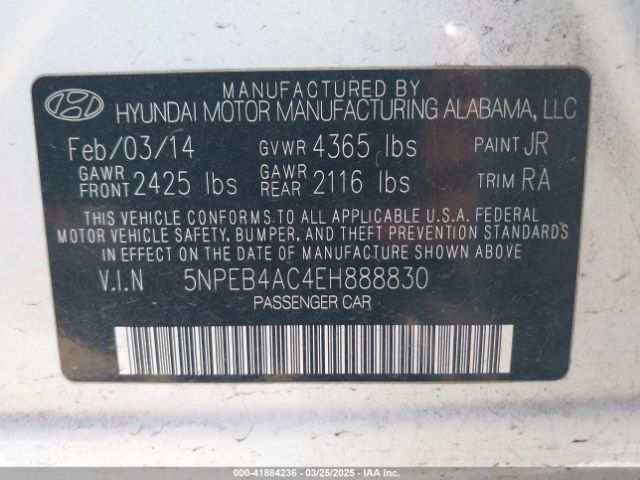 MANUFACTURED BY
HYUNDAI MOTOR MANUFACTURING ALABAMA, LLC
Feb/03/14 GVWR 4365 lbs PAINT JR
GAWR FRONT 2425 lbs GAWR REAR 2116 lbs TRIM RA
THIS VEHICLE CONFORMS TO ALL APPLICABLE U.S.A. FEDERAL
MOTOR VEHICLE SAFETY, BUMPER, AND THEFT PREVENTION STANDARDS
IN EFFECT ON THE DATE OF MANUFACTURE SHOWN ABOVE.
V.I.N 5NPEB4AC4EH888830
PASSENGER CAR
000-41884236 - 03/25/2025 - IAA Inc.